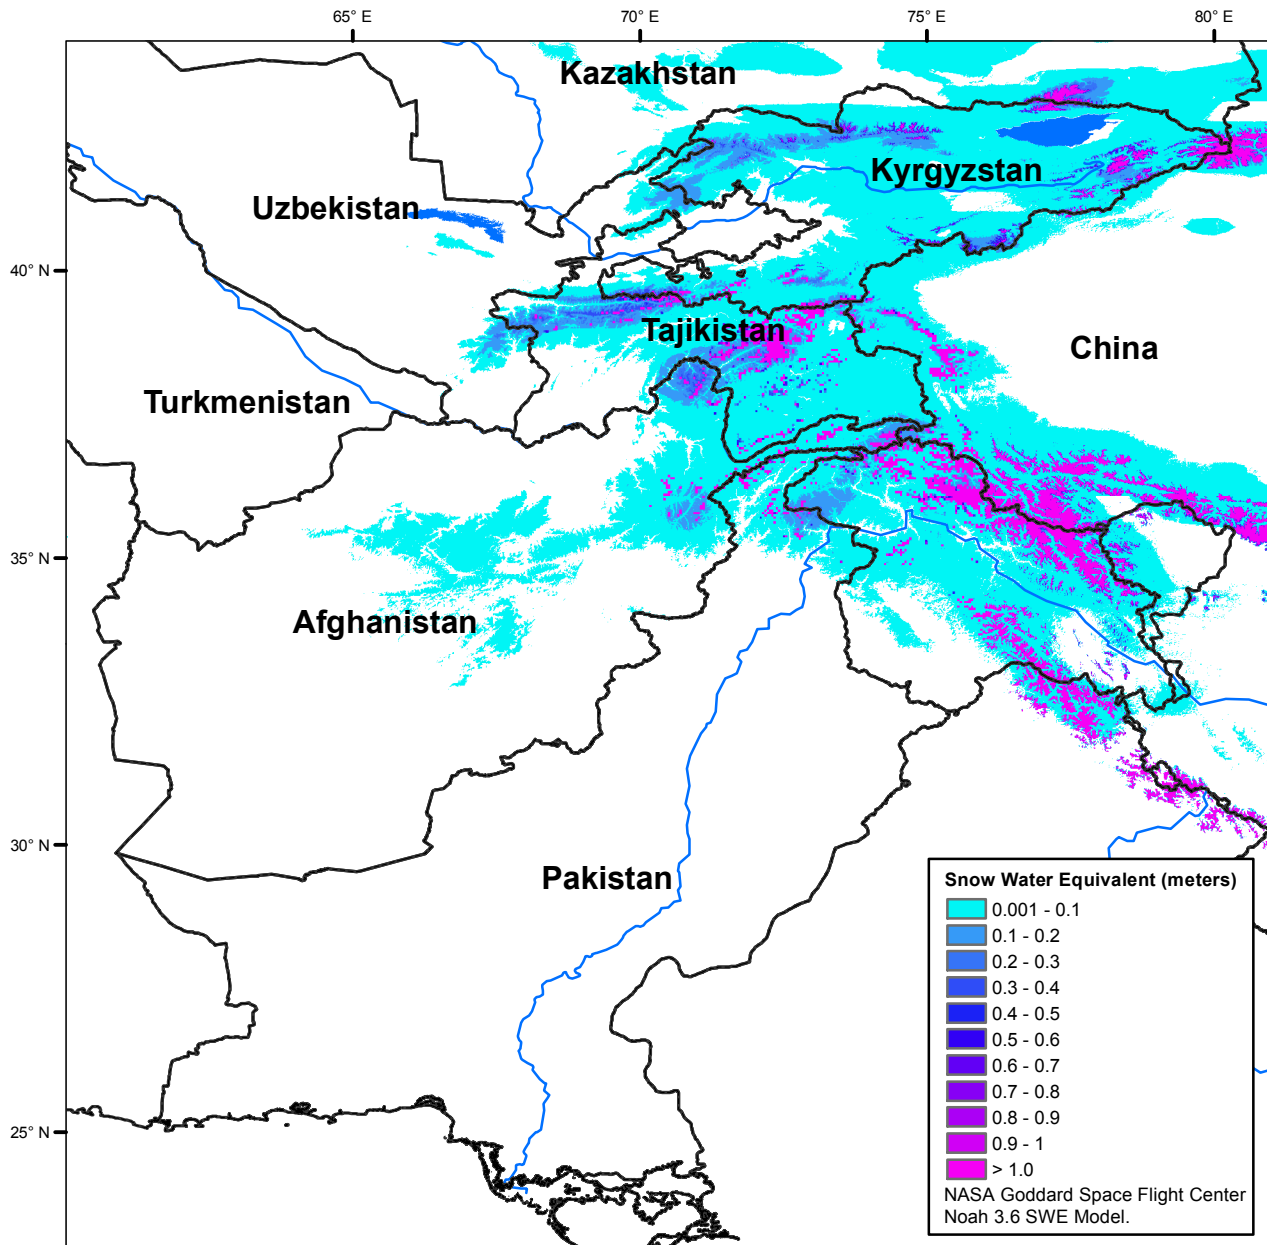 65° E
70° E
75° E
80° E
Kazakhstan
Kyrgyzstan
Uzbekistan
40° N
Tajikistan
China
Turkmenistan
35° N
Afghanistan
30° N
Pakistan
25° N
Snow Water Equivalent (meters)
0.001 - 0.1
0.1 - 0.2
0.2 - 0.3
0.3 - 0.4
0.4 - 0.5
0.5 - 0.6
0.6 - 0.7
0.7 - 0.8
0.8 - 0.9
0.9 - 1
> 1.0
NASA Goddard Space Flight Center
Noah 3.6 SWE Model.